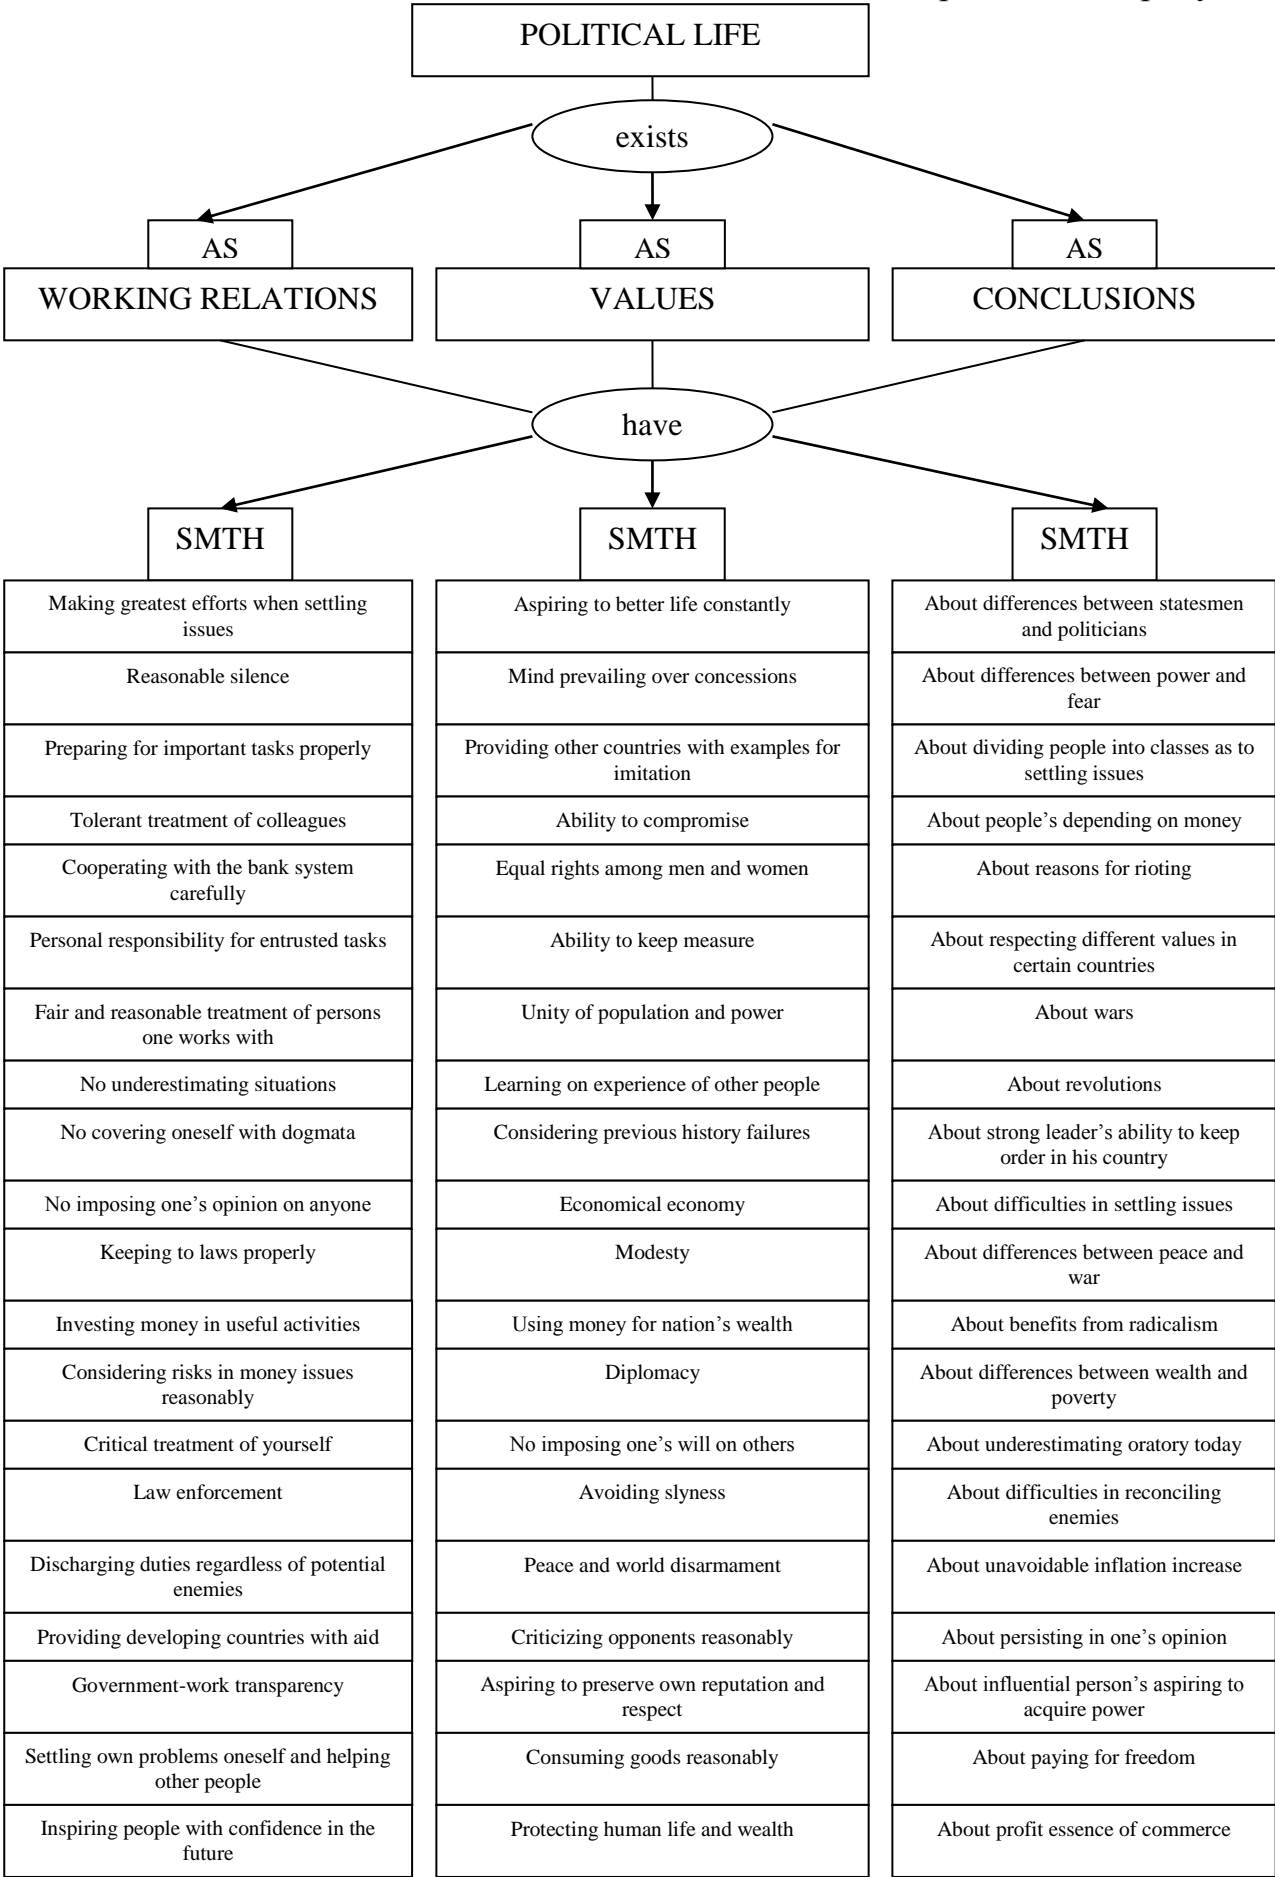 POLITICAL LIFE
exists
AS
AS
AS
WORKING RELATIONS
VALUES
CONCLUSIONS
have
SMTH
SMTH
SMTH
Making greatest efforts when settling
issues
Aspiring to better life constantly
About differences between statesmen
and politicians
Reasonable silence
Mind prevailing over concessions
About differences between power and
fear
Preparing for important tasks properly
Providing other countries with examples for
imitation
About dividing people into classes as to
settling issues
Tolerant treatment of colleagues
Ability to compromise
About people’s depending on money
Cooperating with the bank system
carefully
Equal rights among men and women
About reasons for rioting
Personal responsibility for entrusted tasks
Ability to keep measure
About respecting different values in
certain countries
Fair and reasonable treatment of persons
one works with
Unity of population and power
About wars
No underestimating situations
Learning on experience of other people
About revolutions
No covering oneself with dogmata
Considering previous history failures
About strong leader’s ability to keep
order in his country
No imposing one’s opinion on anyone
Economical economy
About difficulties in settling issues
Keeping to laws properly
Modesty
About differences between peace and
war
Investing money in useful activities
Using money for nation’s wealth
About benefits from radicalism
Considering risks in money issues
reasonably
Diplomacy
About differences between wealth and
poverty
Critical treatment of yourself
No imposing one’s will on others
About underestimating oratory today
Law enforcement
Avoiding slyness
About difficulties in reconciling
enemies
Discharging duties regardless of potential
enemies
Peace and world disarmament
About unavoidable inflation increase
Providing developing countries with aid
Criticizing opponents reasonably
About persisting in one’s opinion
Government-work transparency
Aspiring to preserve own reputation and
respect
About influential person’s aspiring to
acquire power
Settling own problems oneself and helping
other people
Consuming goods reasonably
About paying for freedom
Inspiring people with confidence in the
future
Protecting human life and wealth
About profit essence of commerce